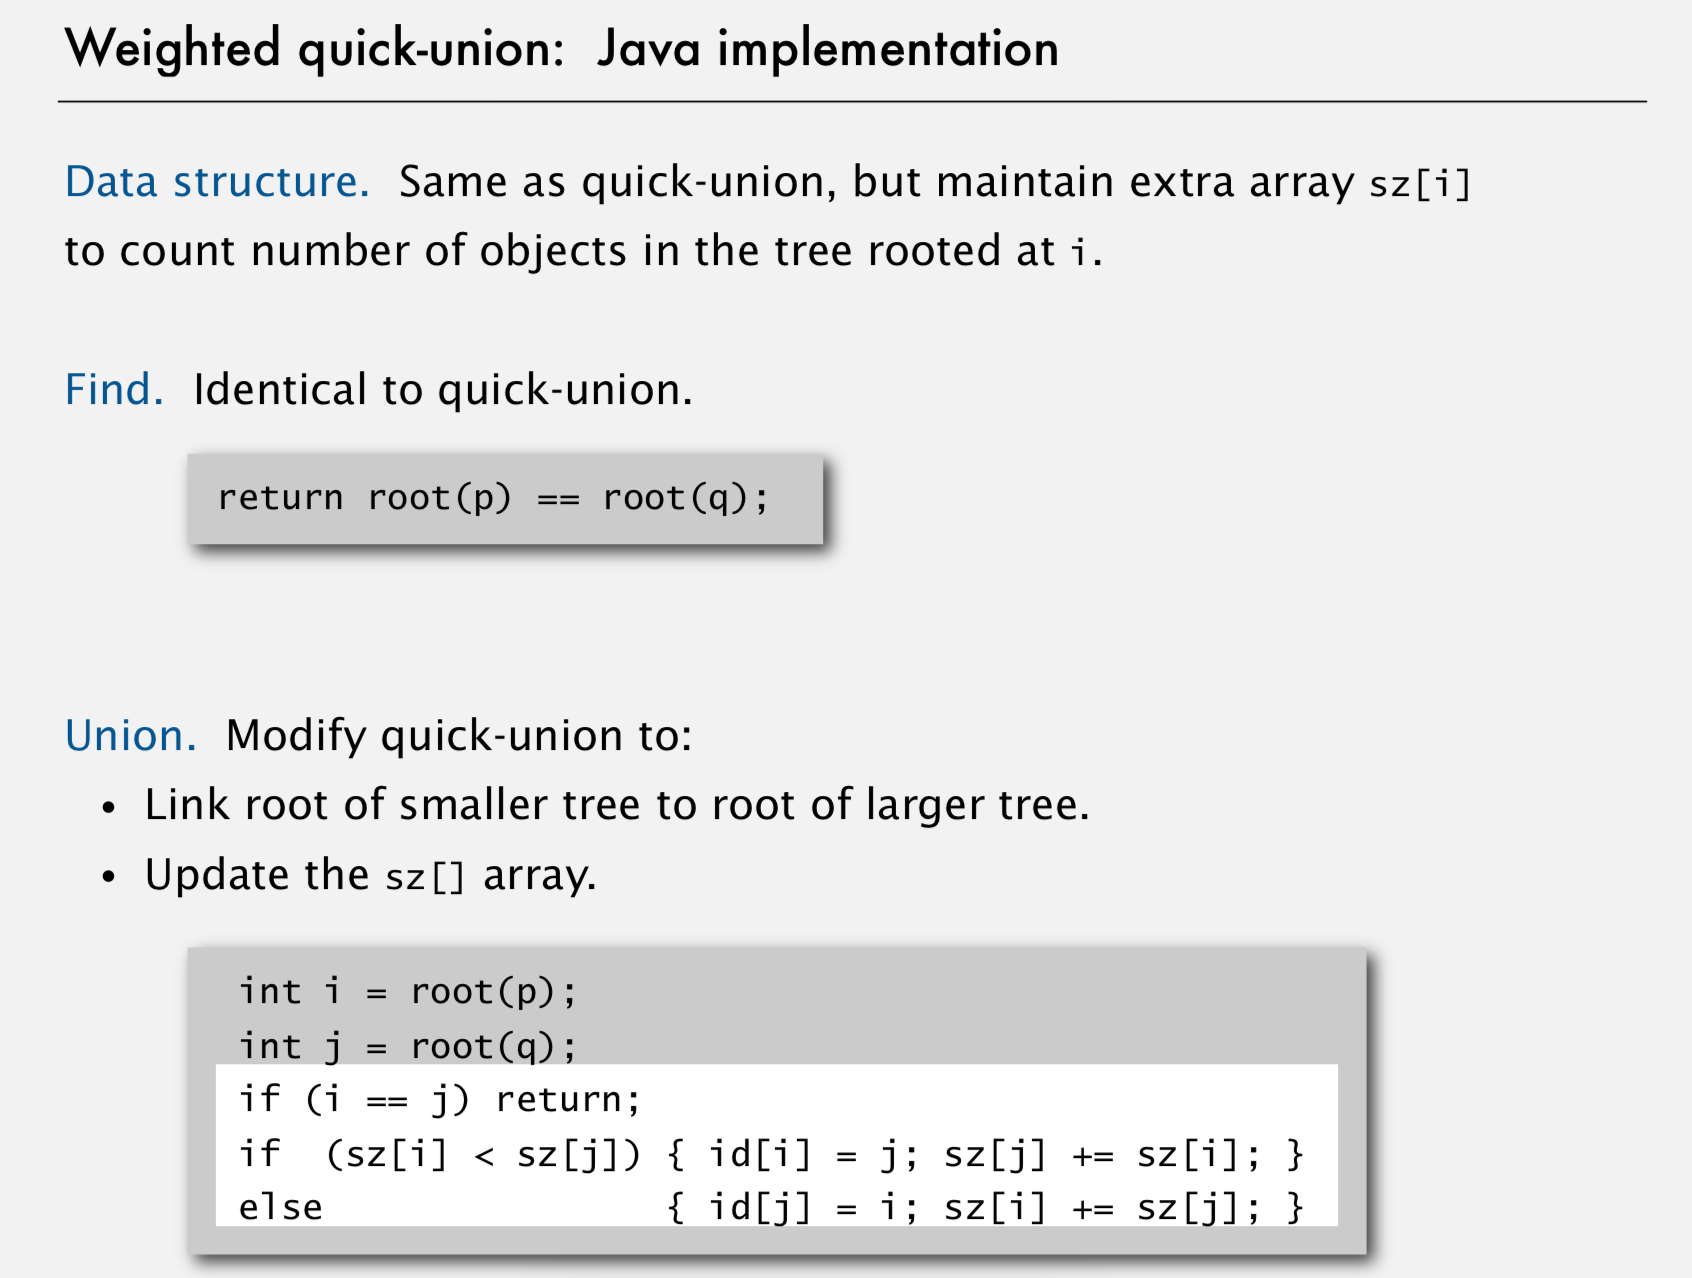 Weighted quick-union: Java implementation
Data structure. Same as quick-union, but maintain extra array sz[i]
to count number of objects in the tree rooted at i.
Find. Identical to quick-union.
return root(p) == root(q);
Union. Modify quick-union to:
• Link root of smaller tree to root of larger tree.
• Update the sz[] array.
int i = root(p);
int j = root(q);
if (i == j) return;
if  (sz[i] < sz[j]) { id[i] = j; sz[j] += sz[i]; }
else                { id[j] = i; sz[i] += sz[j]; }